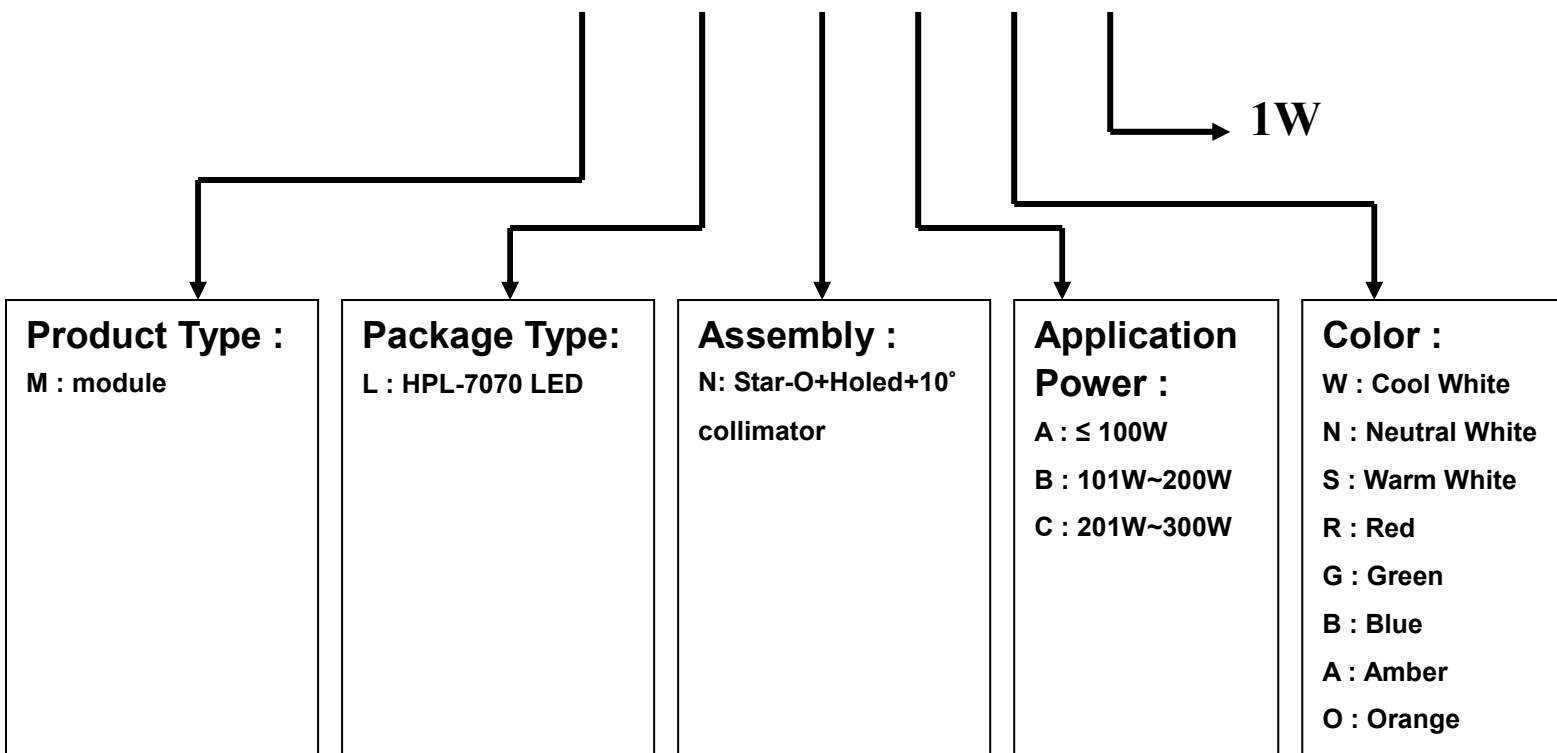 1W
Product Type :
M : module
Package Type:
L : HPL-7070 LED
Assembly :
N: Star-O+Holed+10°
collimator
Application
Power :
A : ≤ 100W
B : 101W~200W
C : 201W~300W
Color :
W : Cool White
N : Neutral White
S : Warm White
R : Red
G : Green
B : Blue
A : Amber
O : Orange